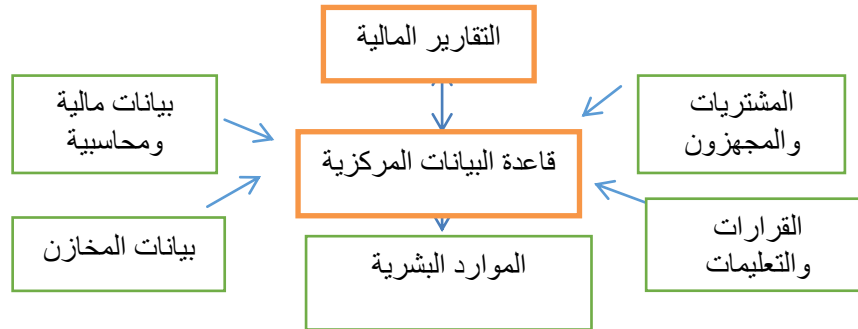 التقارير المالية
المشتريات
والمجهزون
بيانات مالية
ومحاسبية
قاعدة البيانات المركزية
القرارات
والتعليمات
بيانات المخازن
الموارد البشرية